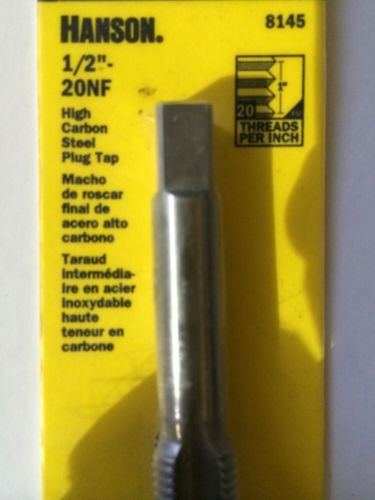 HANSON. 8145
1/2"-
20NF
1"
20
THREADS
PER INCH
High
Carbon
Steel
Plug Tap
Macho
de roscar
final de
acero alto
carbono
Taraud
intermédia-
ire en acier
inoxydable
haute
teneur en
carbone